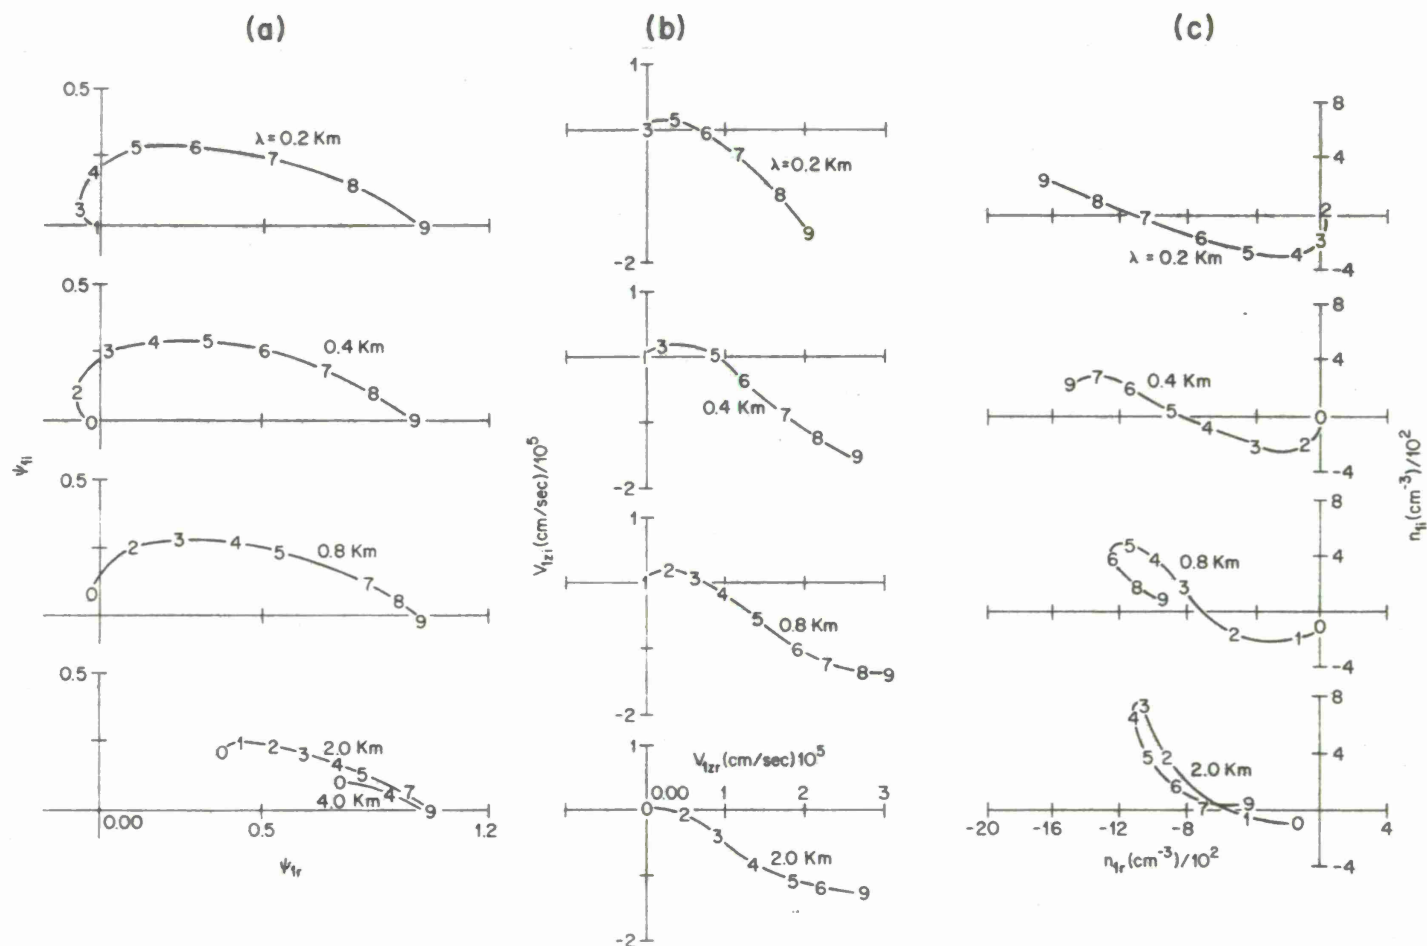 (a)
0.5
λ = 0.2 Km
1 3 4 5 6 7 8 9
0.5
0.4 Km
0 2 3 4 5 6 7 8 9
0.5
0.8 Km
0 2 3 4 5 7 8 9
0.5
2.0 Km
0 1 2 3 4 5 6 9
4.0 Km
0 4
0.00 0.5 1.2
ψ1i
ψ1r
(b)
1
λ = 0.2 Km
3 5 6 7 8 9
-2
1
0.4 Km
3 5 6 7 8 9
-2
1
0.8 Km
1 2 3 4 5 6 7 8 9
-2
1
V1zr (cm/sec) 10^5
0.00 1 2 3
2.0 Km
2 3 4 5 6 9
-2
V1zi (cm/sec)/10^5
(c)
8
4
-4
λ = 0.2 Km
2 3 4 5 6 7 8 9
8
4
-4
0.4 Km
0 2 3 4 5 6 7 8 9
8
4
-4
0.8 Km
0 1 2 3 4 5 6 8 9
8
4
-4
2.0 Km
0 1 2 3 4 5 6 7 9
-20 -16 -12 -8 4
n1r (cm^-3)/10^2
n1i (cm^-3)/10^2